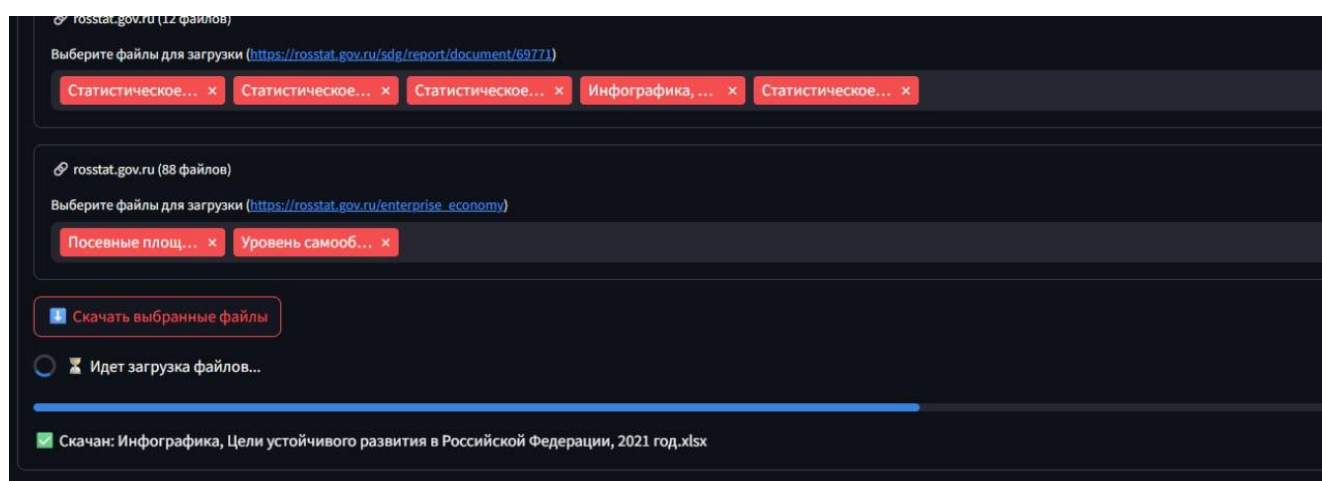 rosstat.gov.ru (12 файлов)
Выберите файлы для загрузки (https://rosstat.gov.ru/sdg/report/document/69771)
Статистическое... × Статистическое... × Статистическое... × Инфографика, ... × Статистическое... ×
rosstat.gov.ru (88 файлов)
Выберите файлы для загрузки (https://rosstat.gov.ru/enterprise_economy)
Посевные площ... × Уровень самооб... ×
Скачать выбранные файлы
Идет загрузка файлов...
Скачан: Инфографика, Цели устойчивого развития в Российской Федерации, 2021 год.xlsx